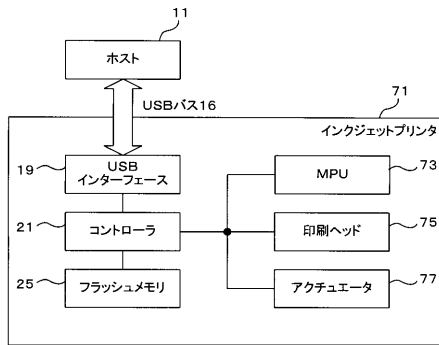 11
ホスト
USBバス16
71
インクジェットプリンタ
19
USB
インターフェース
MPU
73
21
コントローラ
印刷ヘッド
75
25
フラッシュメモリ
アクチュエータ
77